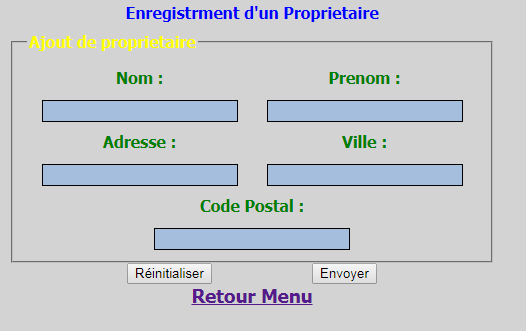 Enregistrment d'un Proprietaire
Ajout de proprietaire
Nom : Prenom :
Adresse : Ville :
Code Postal :
Réinitialiser Envoyer
Retour Menu